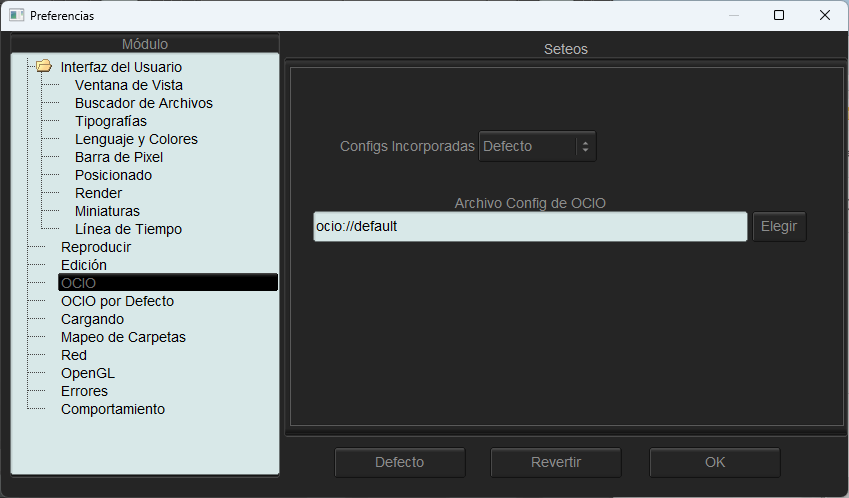 Preferencias
Módulo
Interfaz del Usuario
Ventana de Vista
Buscador de Archivos
Tipografías
Lenguaje y Colores
Barra de Pixel
Posicionado
Render
Miniaturas
Línea de Tiempo
Reproducir
Edición
OCIO
OCIO por Defecto
Cargando
Mapeo de Carpetas
Red
OpenGL
Errores
Comportamiento
Seteos
Configs Incorporadas Defecto
Archivo Config de OCIO
ocio://default Elegir
Defecto Revertir OK